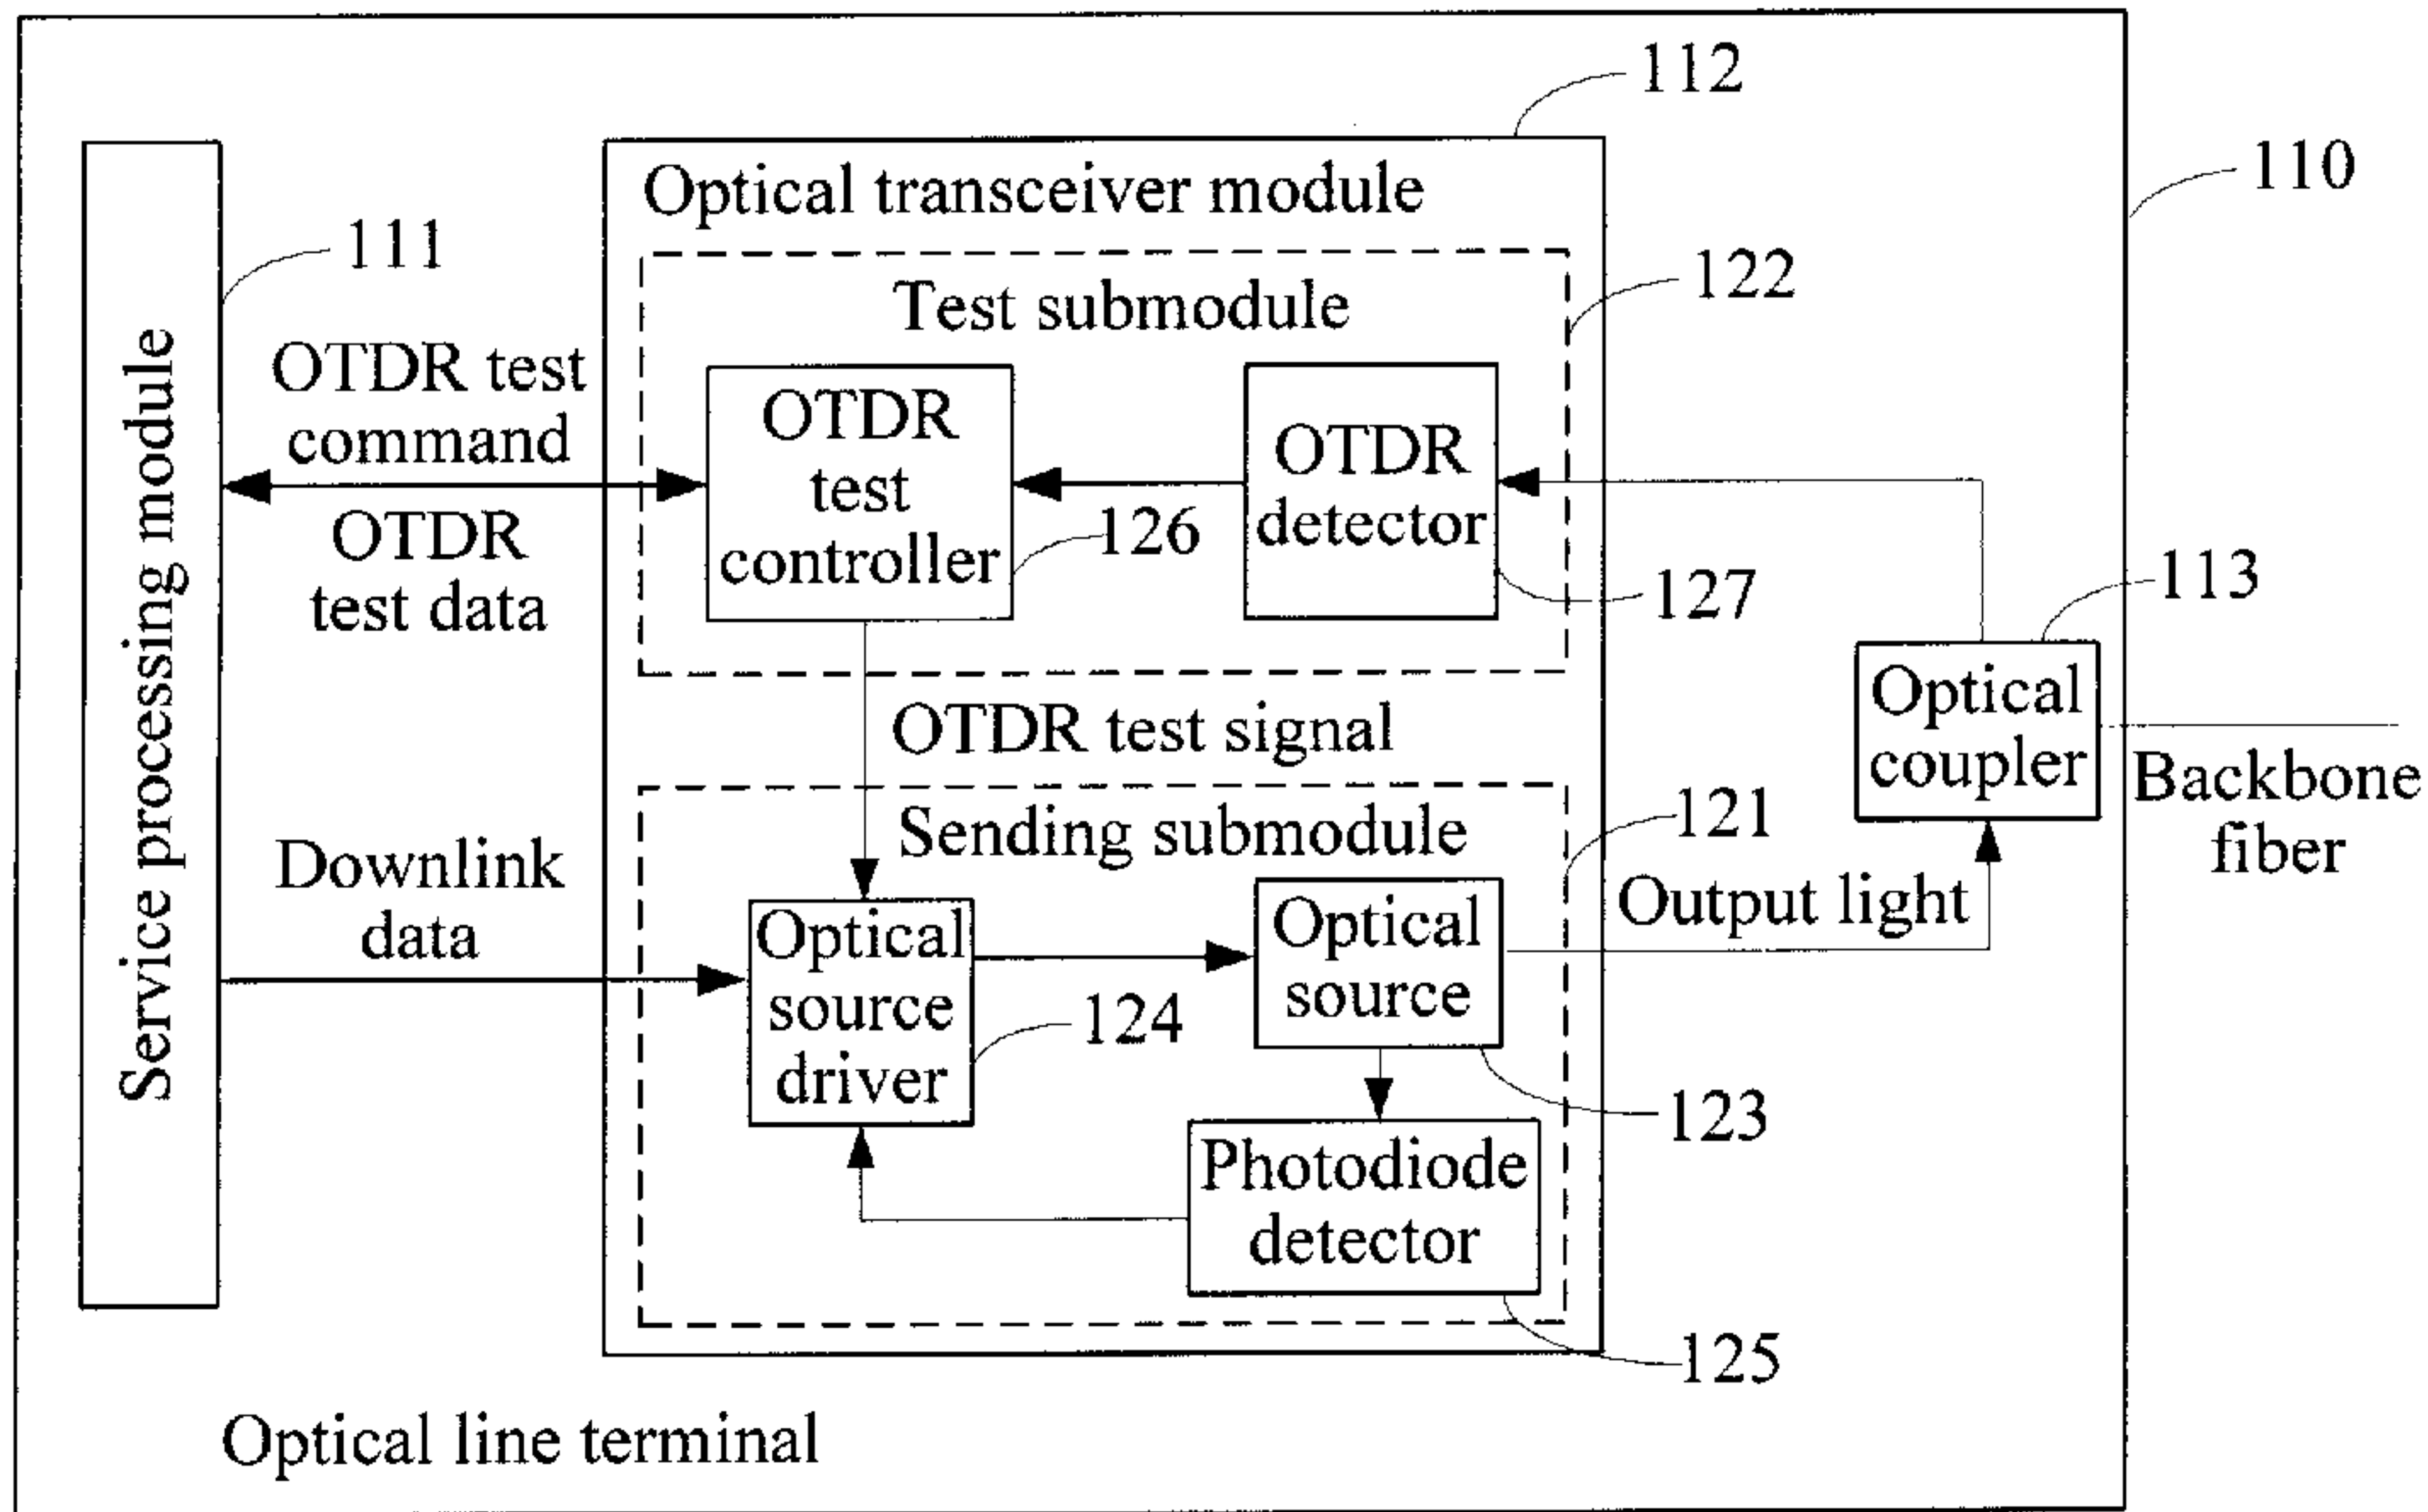 112
Optical transceiver module
110
111
Test submodule
122
Service processing module
OTDR test
command
OTDR
test data
OTDR
test
controller
126
OTDR
detector
127
113
Optical
coupler
OTDR test signal
Backbone
fiber
Sending submodule
121
Downlink
data
Optical
source
driver
124
Optical
source
Output light
123
Photodiode
detector
125
Optical line terminal